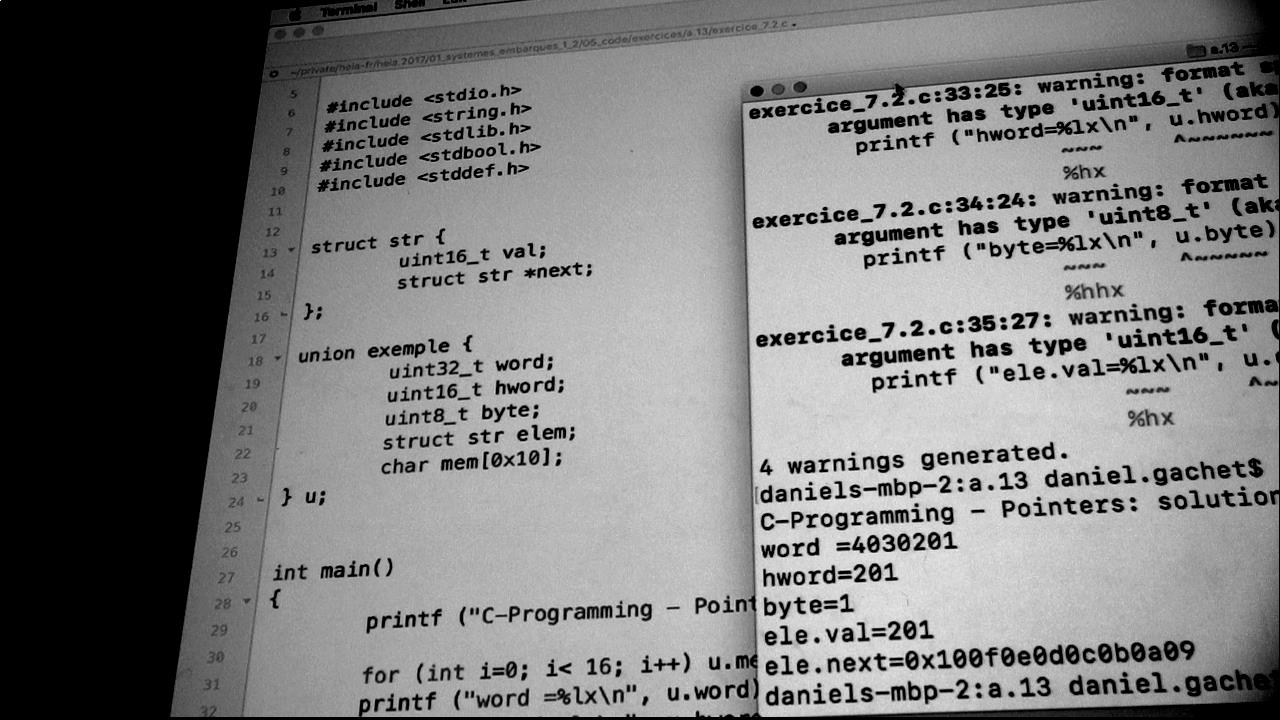 Terminal Shell
~/private/heia-fr/heia.2017/01_systemes_embarques_1_2/05_code/exercices/a.13/exercice_7.2.c
5
6 #include <stdio.h>
7 #include <string.h>
8 #include <stdlib.h>
9 #include <stdbool.h>
10 #include <stddef.h>
11
12
13 struct str {
14 uint16_t val;
15 struct str *next;
16 };
17
18 union exemple {
19 uint32_t word;
20 uint16_t hword;
21 uint8_t byte;
22 struct str elem;
23 char mem[0x10];
24 } u;
25
26
27 int main()
28 {
29 printf ("C-Programming - Point
30
31 for (int i=0; i< 16; i++) u.me
32 printf ("word =%lx\n", u.word)
a.13
exercice_7.2.c:33:25: warning: format
argument has type 'uint16_t' (aka
printf ("hword=%lx\n", u.hword)
~~~ ^~~~~~~
%hx
exercice_7.2.c:34:24: warning: format
argument has type 'uint8_t' (aka
printf ("byte=%lx\n", u.byte)
~~~ ^~~~~~
%hhx
exercice_7.2.c:35:27: warning: forma
argument has type 'uint16_t' (
printf ("ele.val=%lx\n", u.
~~~ ^~
%hx
4 warnings generated.
daniels-mbp-2:a.13 daniel.gachet$
C-Programming - Pointers: solution
word =4030201
hword=201
byte=1
ele.val=201
ele.next=0x100f0e0d0c0b0a09
daniels-mbp-2:a.13 daniel.gache